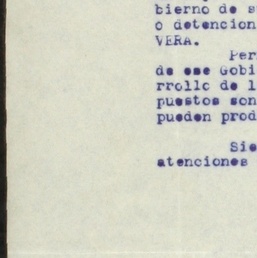 bierno de s
o detencion
VERA.
Per
de ese Gobi
rrollo de l
puestos son
pueden prod
Sie
atenciones